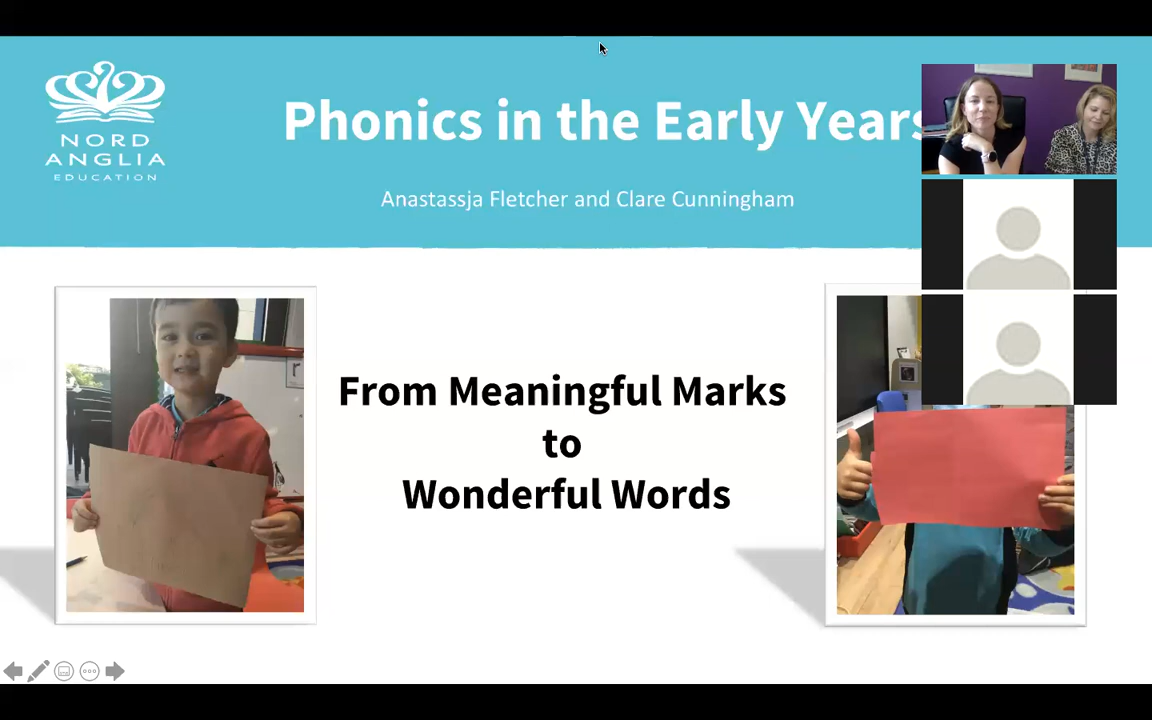 NORD
ANGLIA
EDUCATION
Phonics in the Early Years
Anastassja Fletcher and Clare Cunningham
From Meaningful Marks
to
Wonderful Words
r